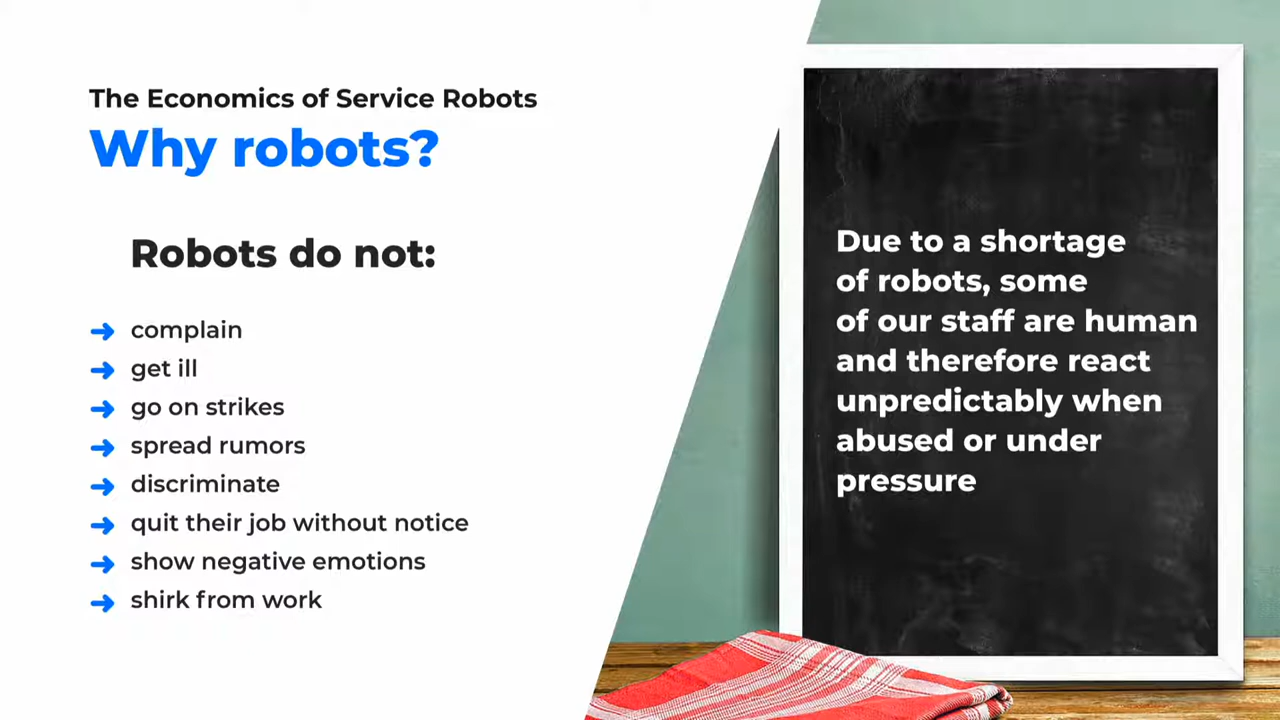 The Economics of Service Robots
Why robots?
Robots do not:
complain
get ill
go on strikes
spread rumors
discriminate
quit their job without notice
show negative emotions
shirk from work
Due to a shortage
of robots, some
of our staff are human
and therefore react
unpredictably when
abused or under
pressure